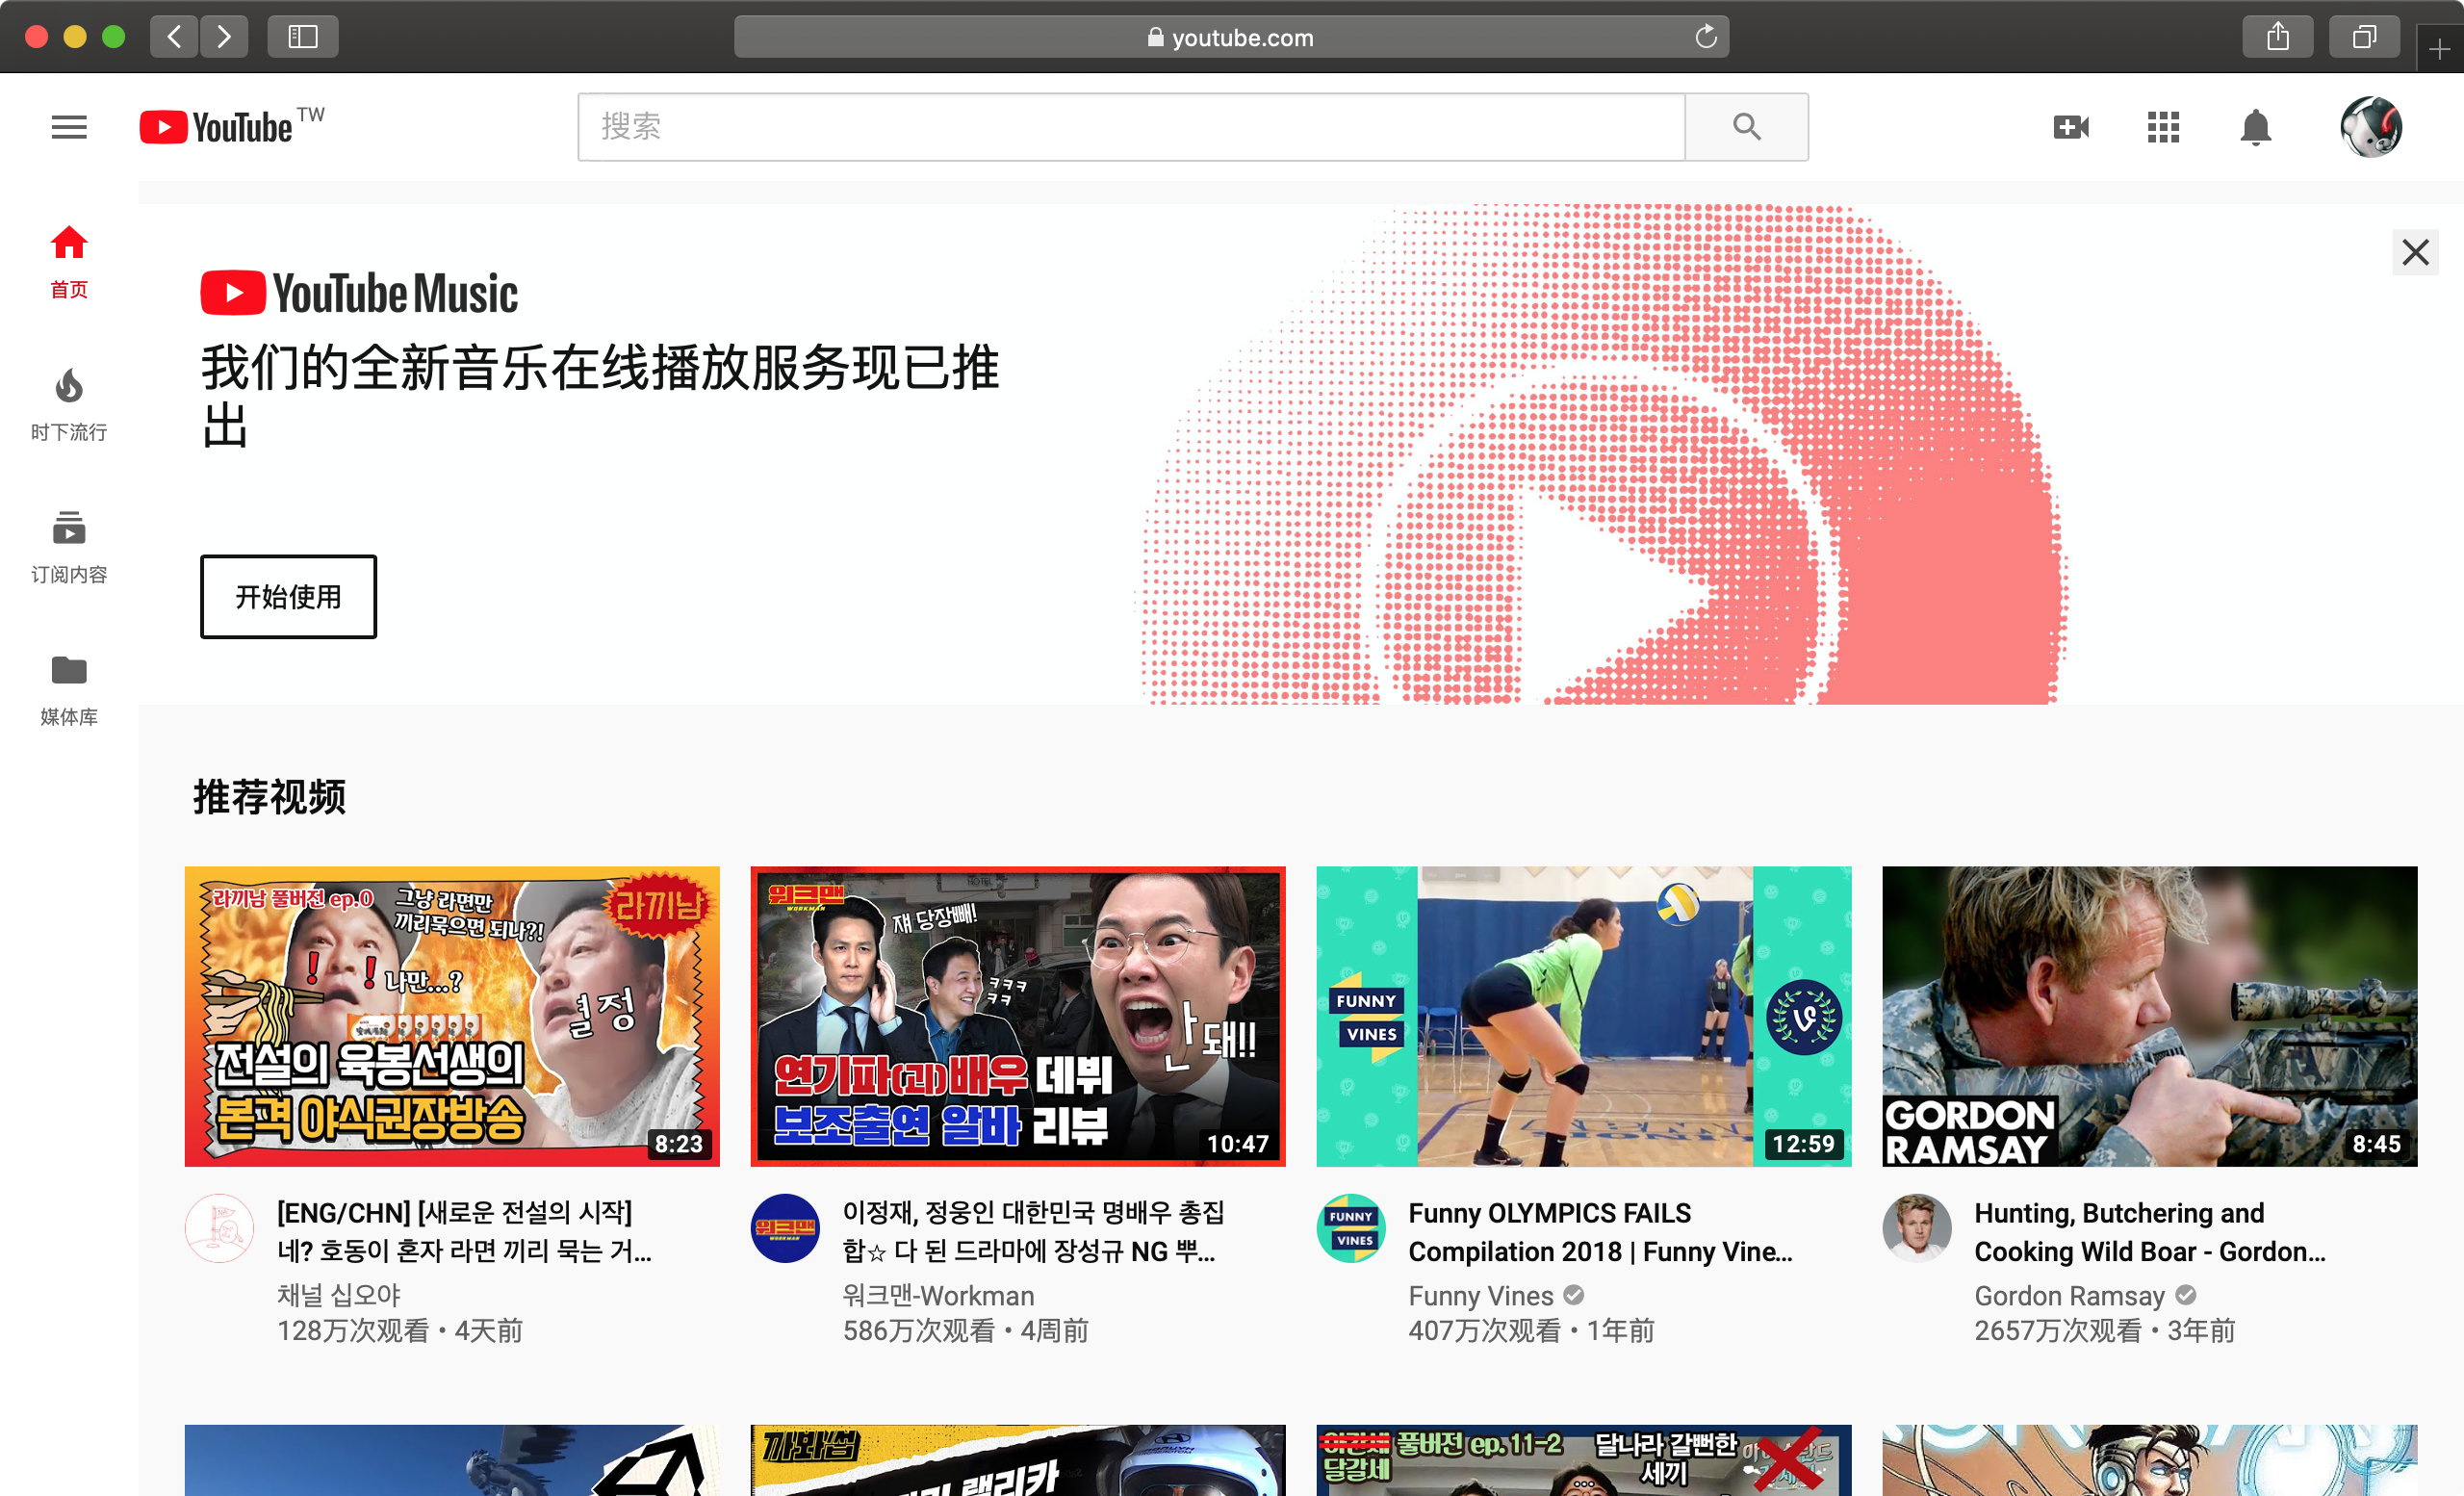 youtube.com
YouTube TW
搜索
首页
时下流行
订阅内容
媒体库
YouTube Music
我们的全新音乐在线播放服务现已推
出
开始使用
推荐视频
라끼남 풀버전 ep.0
그냥 라면만
끼리묵으면 되나?!
라끼남
나만...?
설정
전설의 육봉선생의
본격 야식권장방송
8:23
워크맨
WORKMAN
쟤 당장빼!
ㅋㅋㅋ
ㅋㅋ
안돼!!
연기파(괴)배우 데뷔
보조출연 알바 리뷰
10:47
FUNNY
VINES
12:59
GORDON
RAMSAY
8:45
[ENG/CHN] [새로운 전설의 시작]
네? 호동이 혼자 라면 끼리 묵는 거...
채널 십오야
128万次观看 • 4天前
워크맨
WORKMAN
이정재, 정웅인 대한민국 명배우 총집
합☆ 다 된 드라마에 장성규 NG 뿌...
워크맨-Workman
586万次观看 • 4周前
FUNNY
VINES
Funny OLYMPICS FAILS
Compilation 2018 | Funny Vine...
Funny Vines
407万次观看 • 1年前
Hunting, Butchering and
Cooking Wild Boar - Gordon...
Gordon Ramsay
2657万次观看 • 3年前
랠리카
풀버전 ep.11-2
달걀세
달나라 갈뻔한
세끼